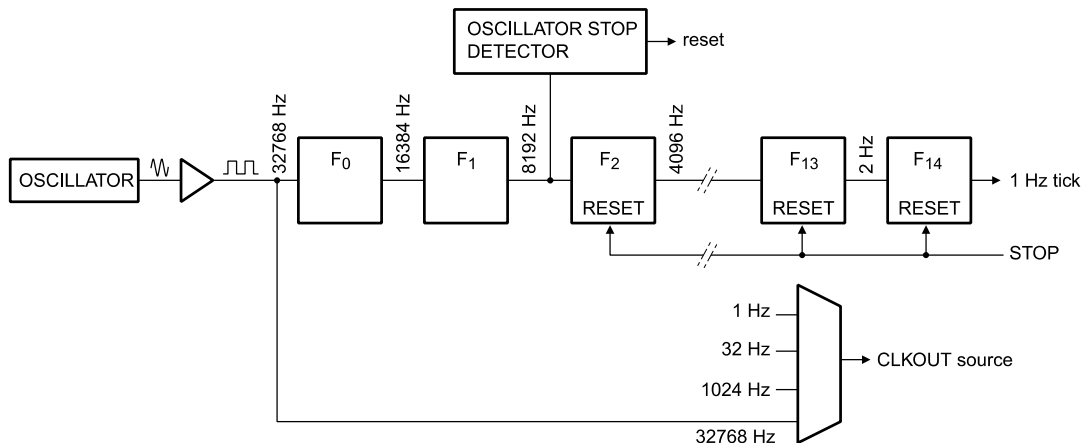 OSCILLATOR STOP
DETECTOR
reset
OSCILLATOR
32768 Hz
F0
16384 Hz
F1
8192 Hz
F2
RESET
4096 Hz
F13
RESET
2 Hz
F14
RESET
1 Hz tick
STOP
1 Hz
32 Hz
1024 Hz
32768 Hz
CLKOUT source